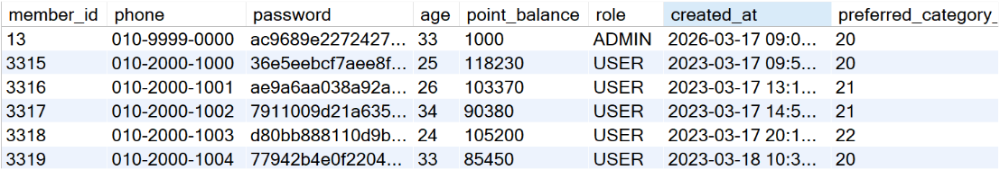 member_id phone password age point_balance role created_at preferred_category_
13 010-9999-0000 ac9689e2272427... 33 1000 ADMIN 2026-03-17 09:0... 20
3315 010-2000-1000 36e5eebcf7aee8f... 25 118230 USER 2023-03-17 09:5... 20
3316 010-2000-1001 ae9a6aa038a92a... 26 103370 USER 2023-03-17 13:1... 21
3317 010-2000-1002 7911009d21a635... 34 90380 USER 2023-03-17 14:5... 21
3318 010-2000-1003 d80bb888110d9b... 24 105200 USER 2023-03-17 20:1... 22
3319 010-2000-1004 77942b4e0f2204... 33 85450 USER 2023-03-18 10:3... 20